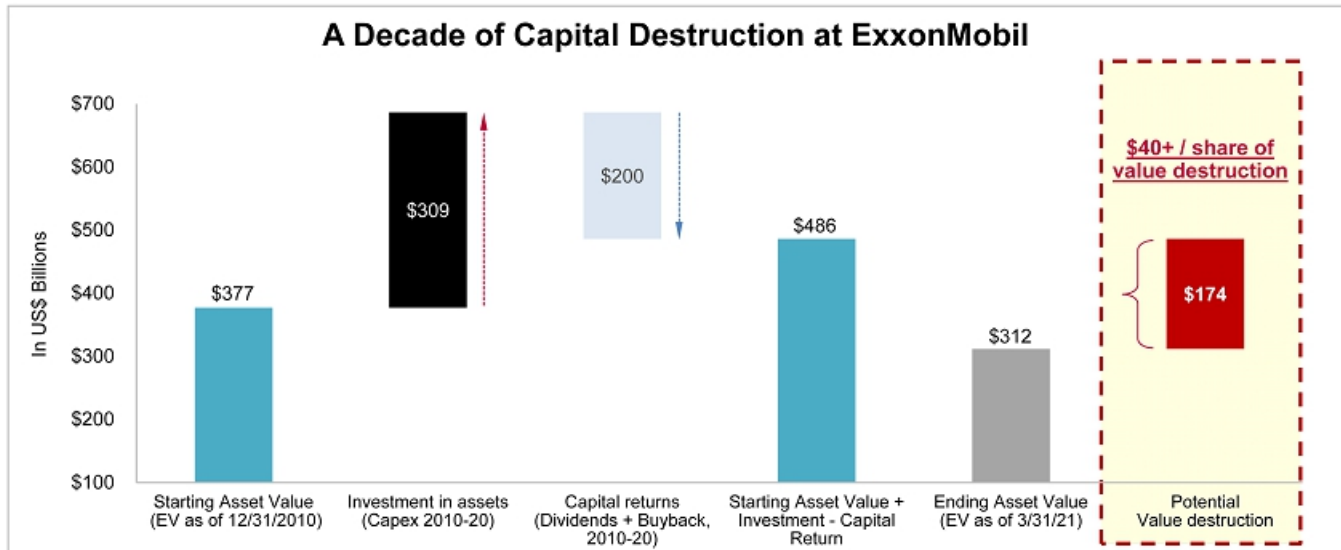 A Decade of Capital Destruction at ExxonMobil
In US$ Billions
$700
$600
$500
$400
$300
$200
$100
$377
$309
$200
$486
$312
$40+ / share of
value destruction
$174
Starting Asset Value
(EV as of 12/31/2010)
Investment in assets
(Capex 2010-20)
Capital returns
(Dividends + Buyback,
2010-20)
Starting Asset Value +
Investment - Capital
Return
Ending Asset Value
(EV as of 3/31/21)
Potential
Value destruction